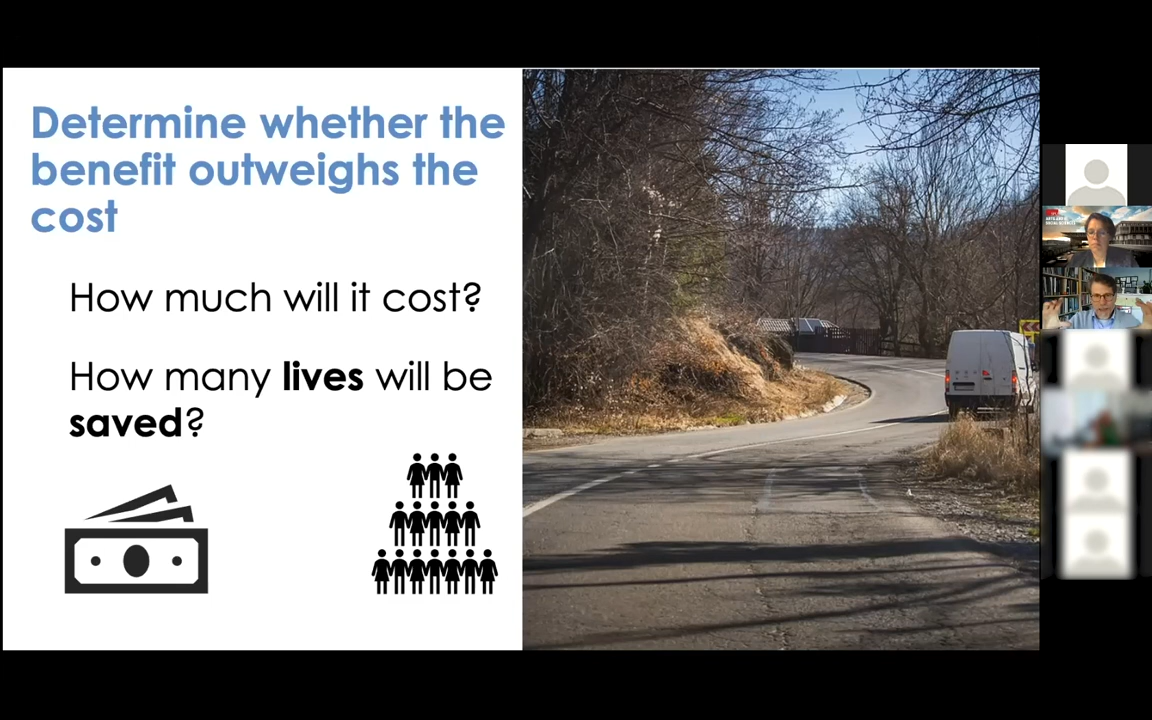 Determine whether the
benefit outweighs the
cost
How much will it cost?
How many lives will be
saved?